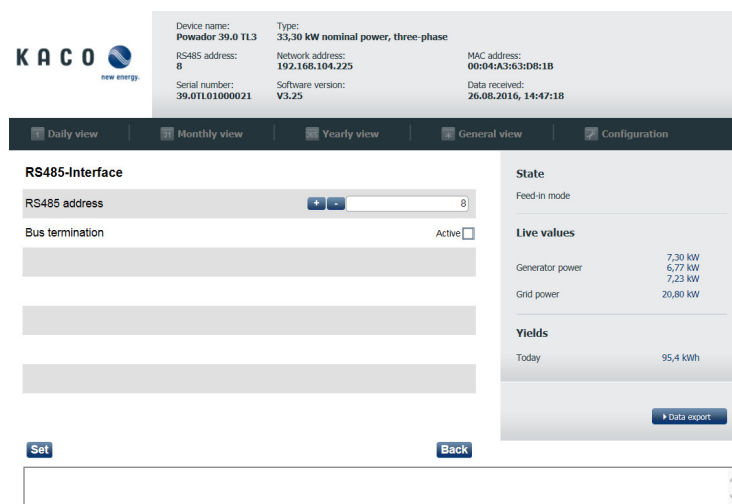 KACO
new energy.
Device name:
Powador 39.0 TL3
Type:
33,30 kW nominal power, three-phase
RS485 address:
8
Network address:
192.168.104.225
MAC address:
00:04:A3:63:D8:1B
Serial number:
39.0TL01000021
Software version:
V3.25
Data received:
26.08.2016, 14:47:18
1 Daily view
31 Monthly view
365 Yearly view
General view
Configuration
RS485-Interface
RS485 address
+ - 8
Bus termination
Active
Set
Back
State
Feed-in mode
Live values
Generator power
7,30 kW
6,77 kW
7,23 kW
Grid power
20,80 kW
Yields
Today
95,4 kWh
Data export